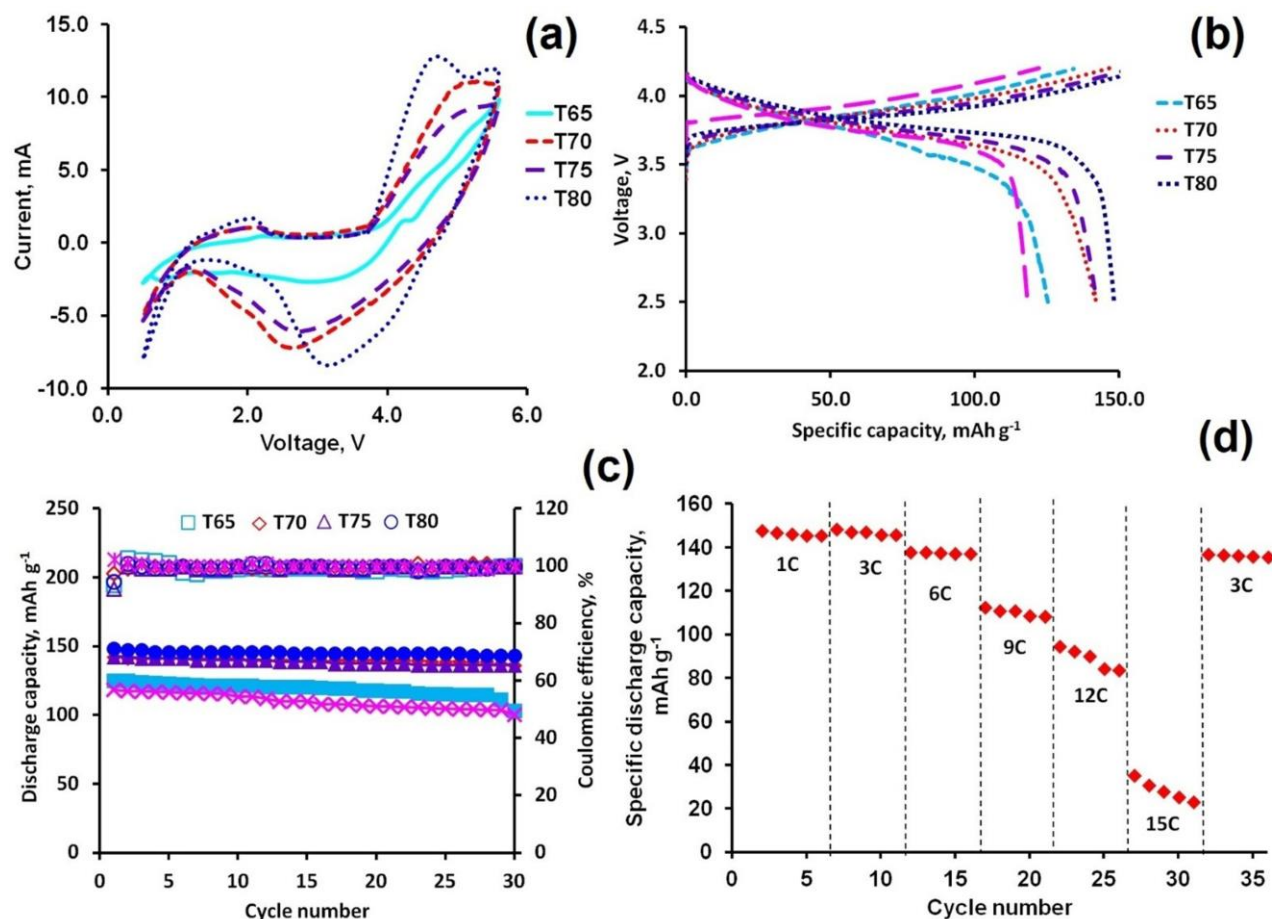 (a)
15.0
10.0
5.0
0.0
-5.0
-10.0
Current, mA
0.0
2.0
4.0
6.0
Voltage, V
T65
T70
T75
T80
(b)
4.5
4.0
3.5
3.0
2.5
2.0
Voltage, V
0.0
50.0
100.0
150.0
Specific capacity, mAh g⁻¹
T65
T70
T75
T80
(c)
250
200
150
100
50
0
Discharge capacity, mAh g⁻¹
T65 T70 T75 T80
120
100
80
60
40
20
0
Coulombic efficiency, %
0 5 10 15 20 25 30
Cycle number
(d)
160
140
120
100
80
60
40
20
0
Specific discharge capacity,
mAh g⁻¹
1C
3C
6C
9C
12C
15C
3C
0 5 10 15 20 25 30 35
Cycle number